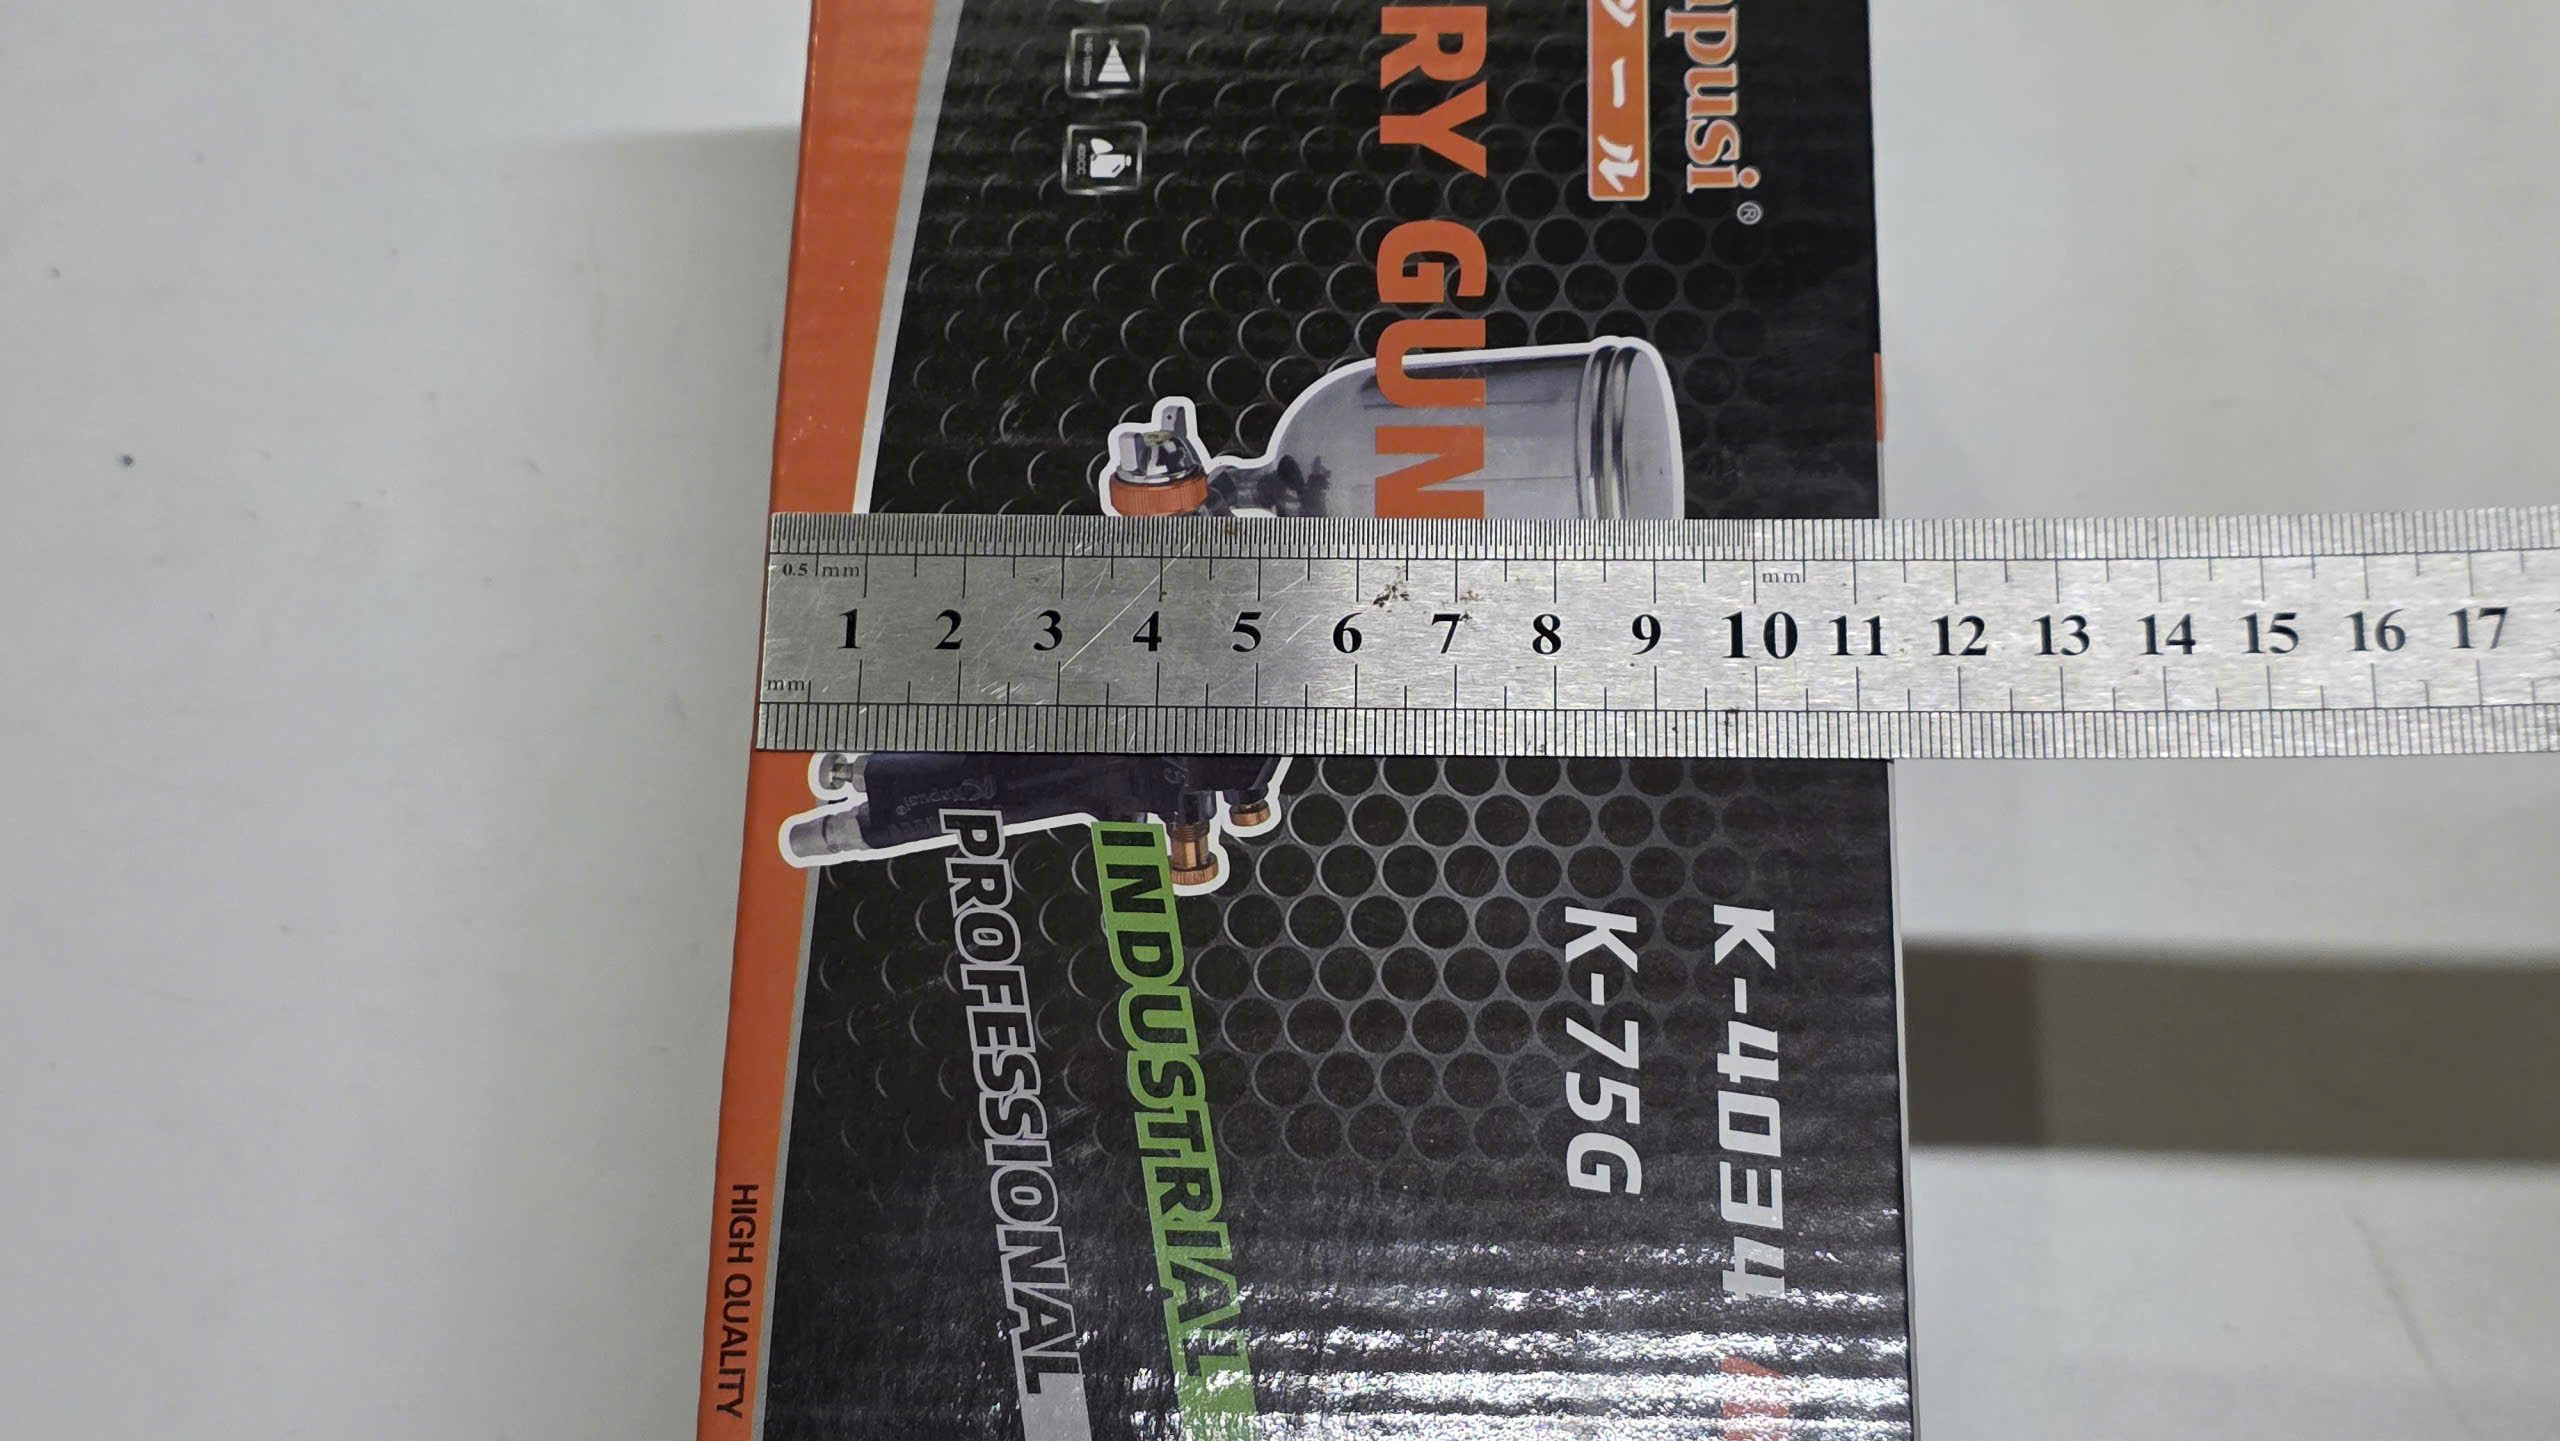 apusi®
ツール
RY GUN
400CC
0.5 mm
mm
1 2 3 4 5 6 7 8 9 10 11 12 13 14 15 16 17
mm
K-4034
K-75G
INDUSTRIAL
PROFESSIONAL
HIGH QUALITY